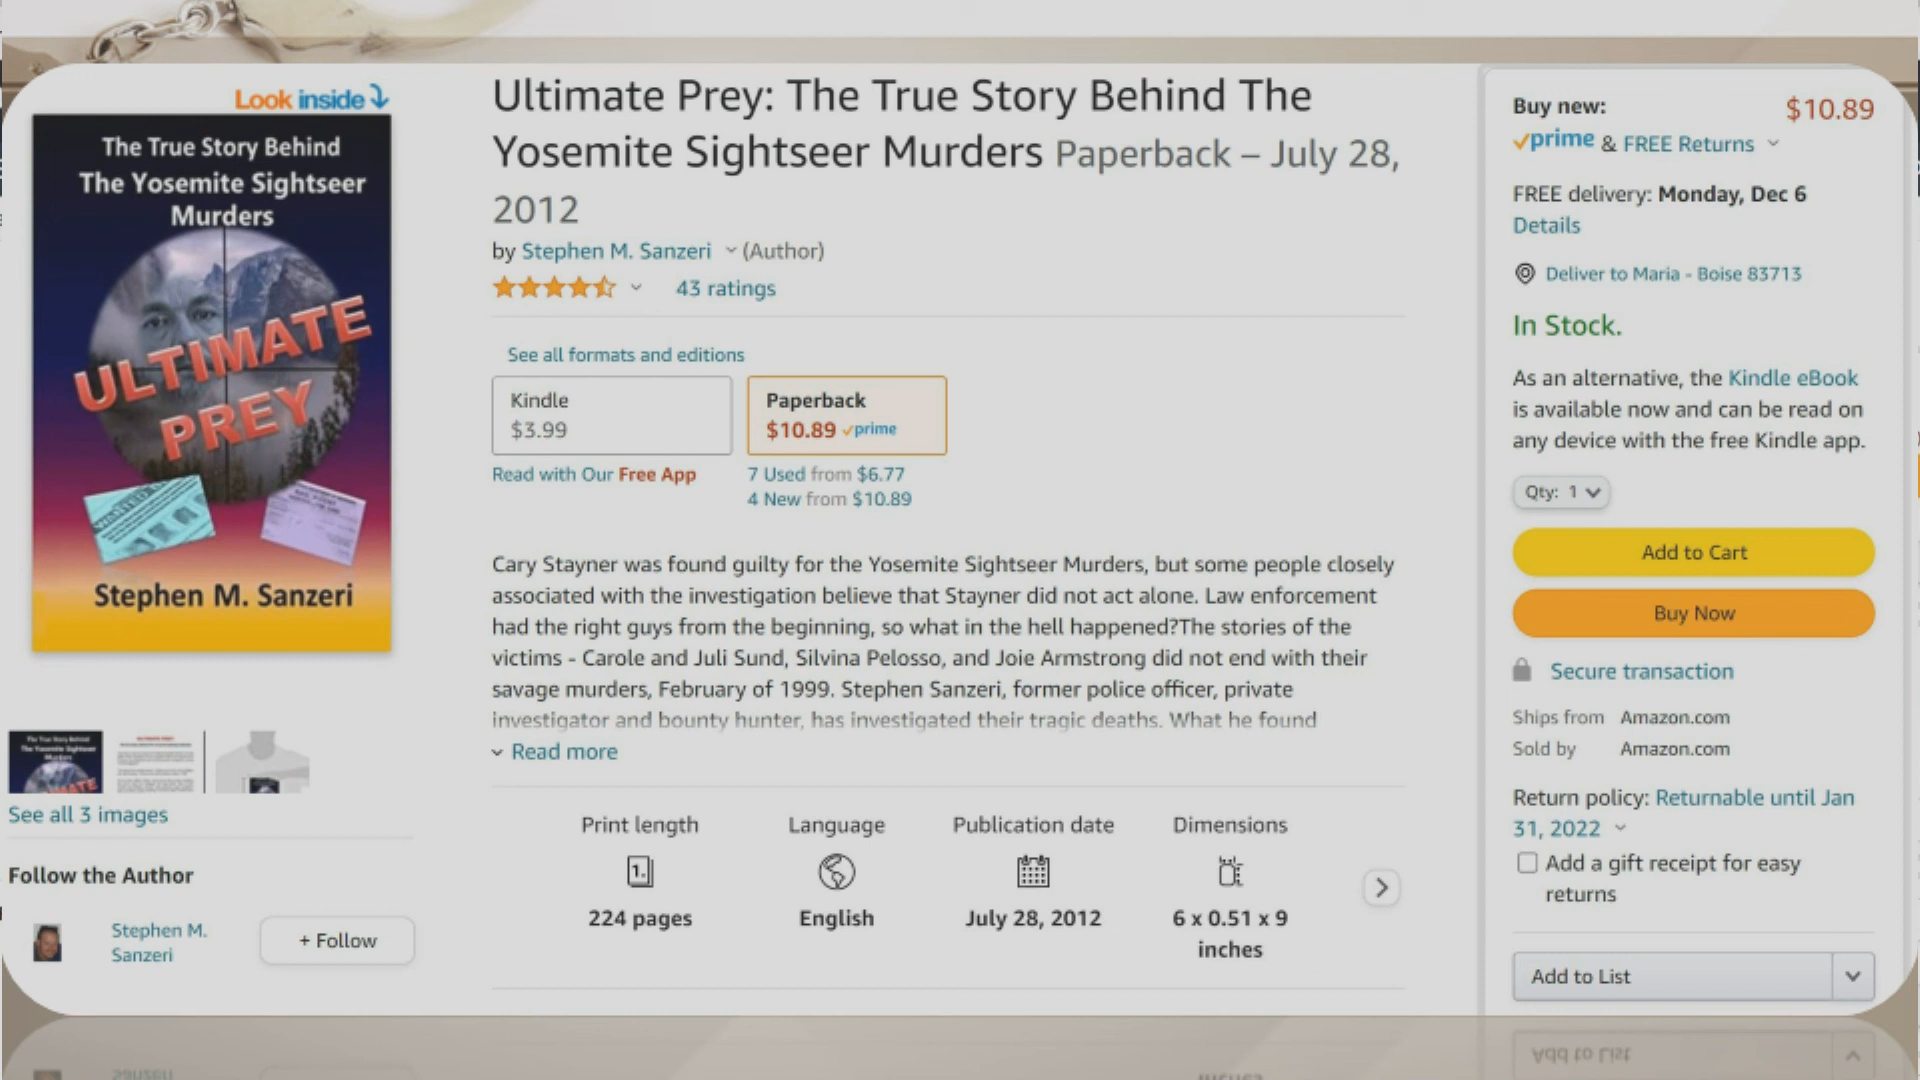 Look inside
The True Story Behind
The Yosemite Sightseer
Murders
ULTIMATE
PREY
WANTED
Stephen M. Sanzeri
See all 3 images
Follow the Author
Stephen M.
Sanzeri
+ Follow
Ultimate Prey: The True Story Behind The
Yosemite Sightseer Murders Paperback – July 28,
2012
by Stephen M. Sanzeri (Author)
43 ratings
See all formats and editions
Kindle
$3.99
Read with Our Free App
Paperback
$10.89 prime
7 Used from $6.77
4 New from $10.89
Cary Stayner was found guilty for the Yosemite Sightseer Murders, but some people closely
associated with the investigation believe that Stayner did not act alone. Law enforcement
had the right guys from the beginning, so what in the hell happened?The stories of the
victims - Carole and Juli Sund, Silvina Pelosso, and Joie Armstrong did not end with their
savage murders, February of 1999. Stephen Sanzeri, former police officer, private
investigator and bounty hunter, has investigated their tragic deaths. What he found
Read more
Print length
1.
224 pages
Language
English
Publication date
July 28, 2012
Dimensions
6 x 0.51 x 9
inches
Buy new: $10.89
prime & FREE Returns
FREE delivery: Monday, Dec 6
Details
Deliver to Maria - Boise 83713
In Stock.
As an alternative, the Kindle eBook
is available now and can be read on
any device with the free Kindle app.
Qty: 1
Add to Cart
Buy Now
Secure transaction
Ships from Amazon.com
Sold by Amazon.com
Return policy: Returnable until Jan
31, 2022
Add a gift receipt for easy
returns
Add to List